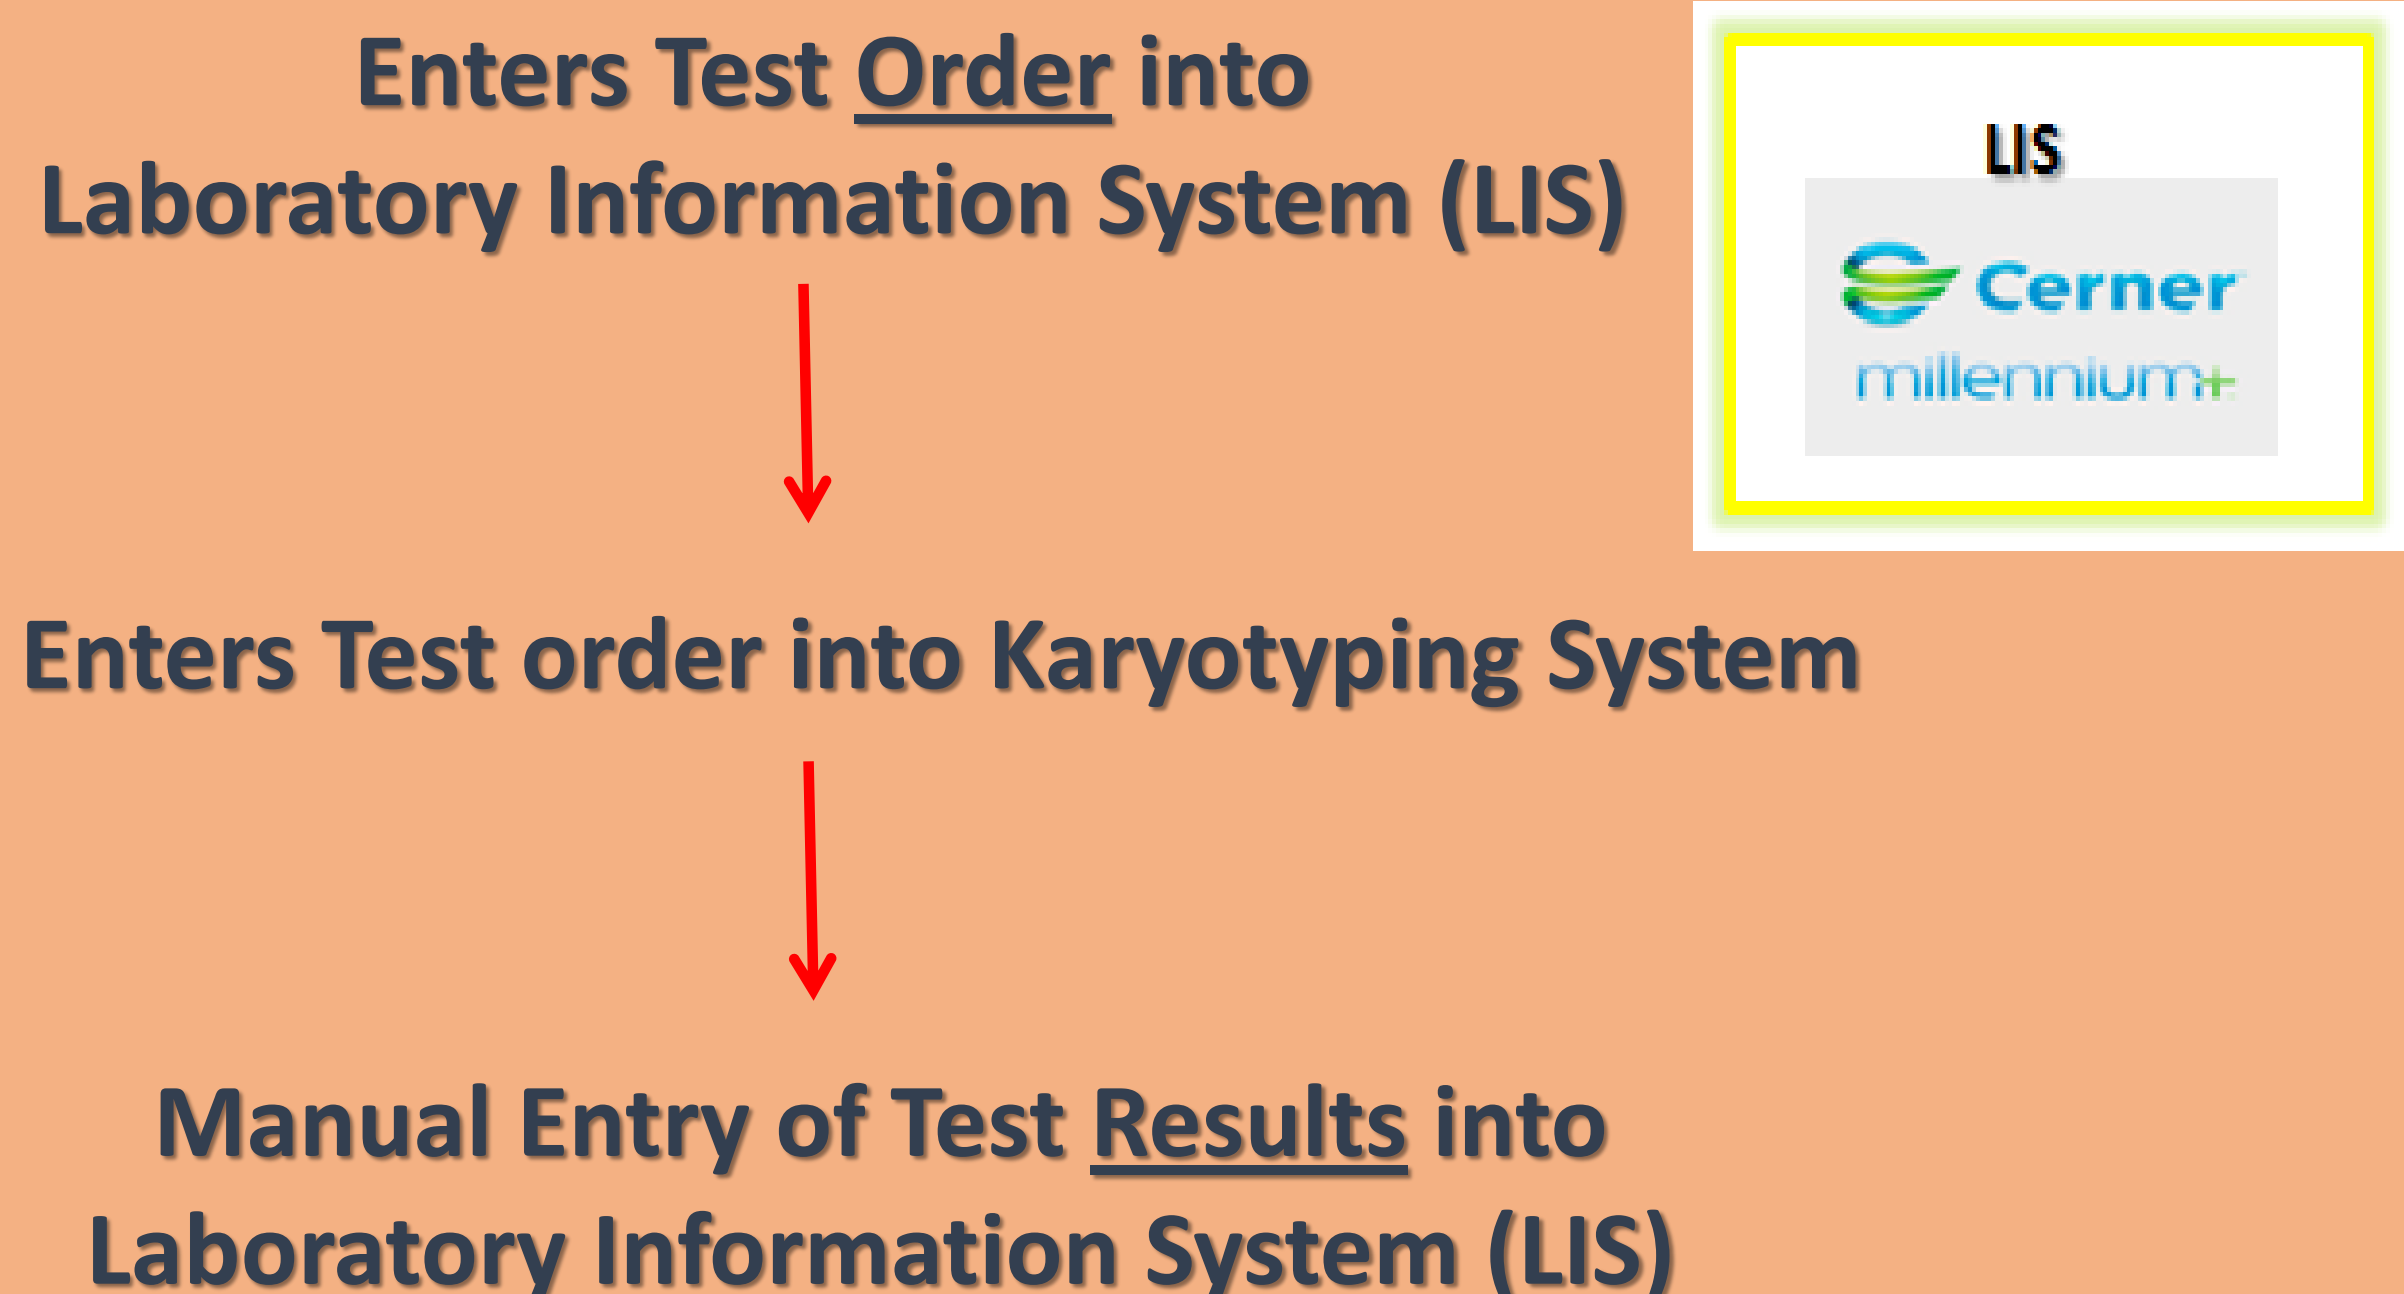 Enters Test Order into
Laboratory Information System (LIS)
LIS
Cerner
millennium+
Enters Test order into Karyotyping System
Manual Entry of Test Results into
Laboratory Information System (LIS)